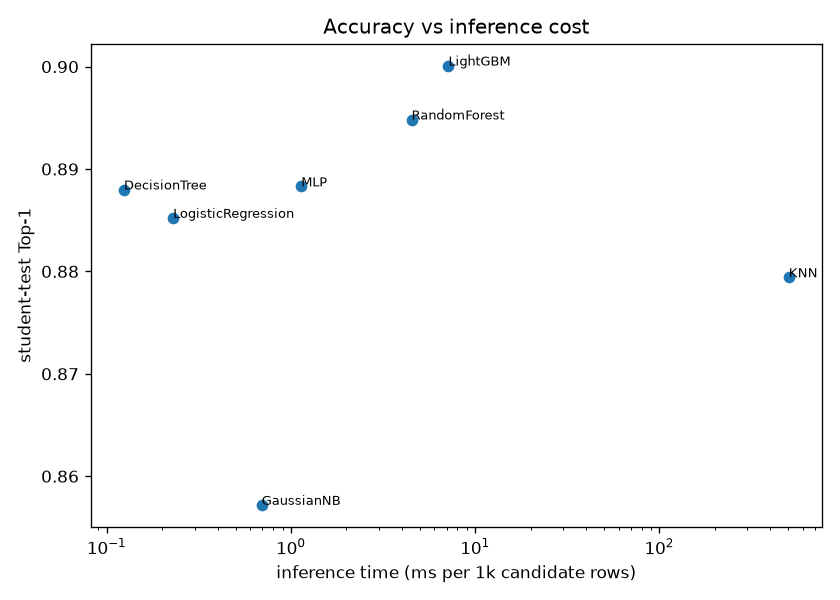 Accuracy vs inference cost
0.90
0.89
0.88
0.87
0.86
student-test Top-1
LightGBM
RandomForest
DecisionTree
MLP
LogisticRegression
KNN
GaussianNB
10⁻¹
10⁰
10¹
10²
inference time (ms per 1k candidate rows)